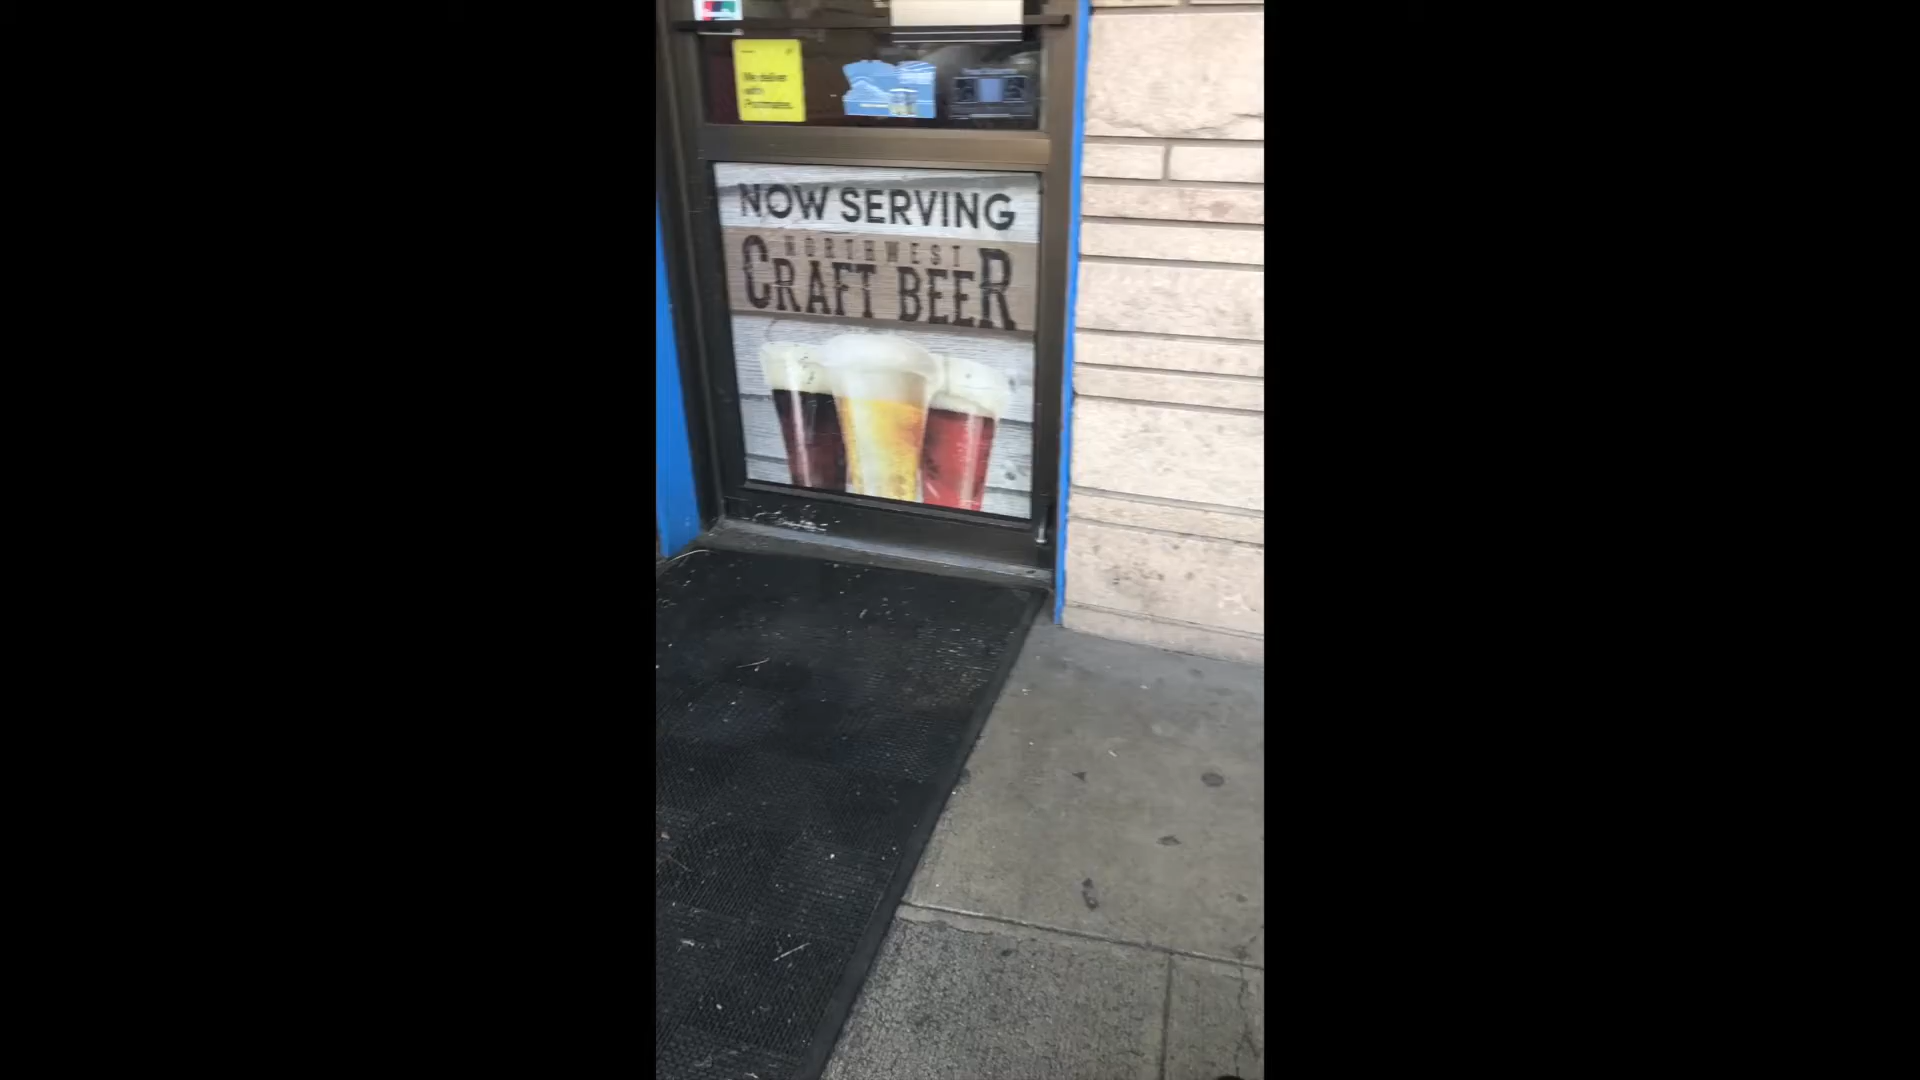 We deliver
with
Postmates.
NOW SERVING
NORTHWEST
CRAFT BEER